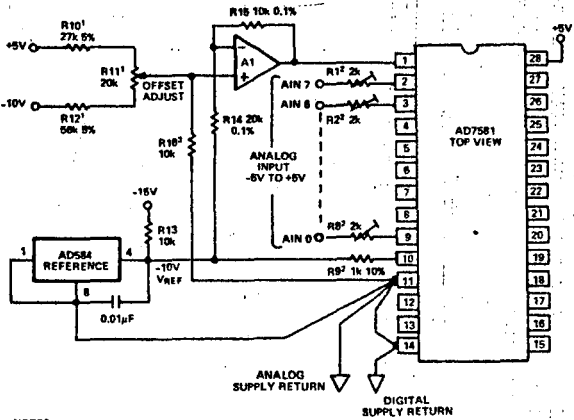 R15 10k 0.1%
R10¹
27k 5%
+5V
+5V
R11¹
20k
OFFSET
ADJUST
A1
-10V
R12¹
R14 20k
0.1%
R16³
10k
R1² 2k
AIN 7
AIN 6
R2² 2k
ANALOG
INPUT
-5V TO +5V
R8² 2k
AIN 0
R9² 1k 10%
AD7581
TOP VIEW
1
2
3
4
5
6
7
8
9
10
11
12
13
14
28
27
26
25
24
23
22
21
20
19
18
17
16
15
-15V
R13
10k
1
AD584
REFERENCE
4
8
-10V
VREF
0.01μF
ANALOG
SUPPLY RETURN
DIGITAL
SUPPLY RETURN